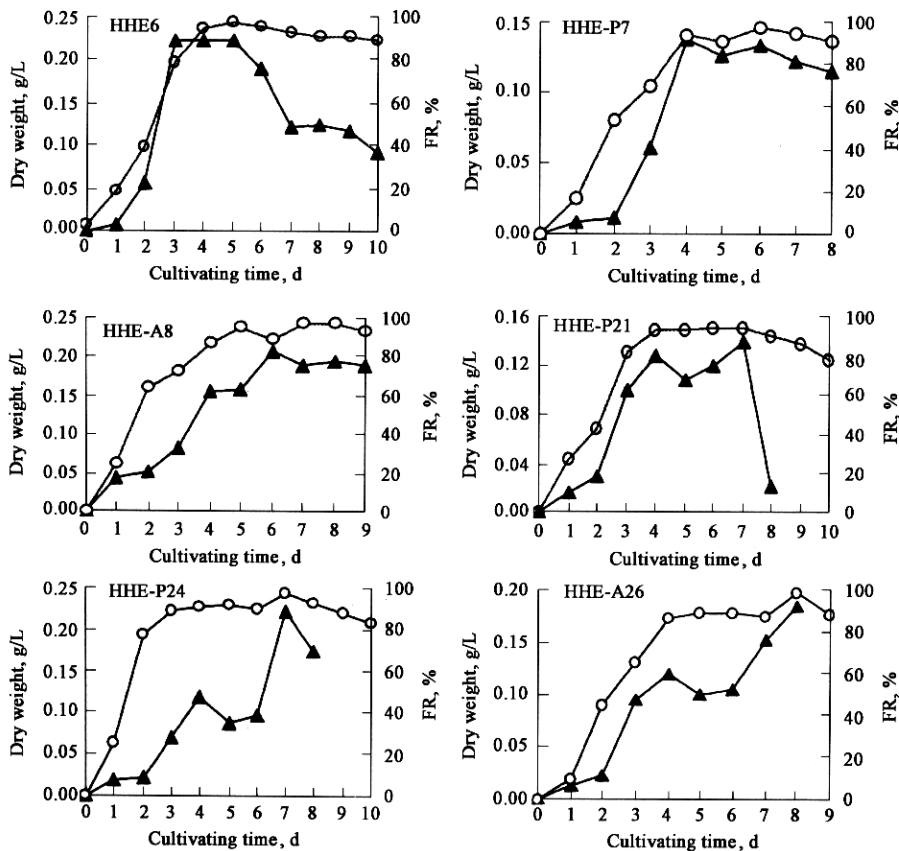 HHE6
Dry weight, g/L
0.25
0.20
0.25
0.10
0.05
0.00
100
80
60
40
20
0
FR, %
0 1 2 3 4 5 6 7 8 9 10
Cultivating time, d
HHE-P7
Dry weight, g/L
0.15
0.10
0.05
0.00
100
80
60
40
20
0
FR, %
0 1 2 3 4 5 6 7 8
Cultivating time, d
HHE-A8
Dry weight, g/L
0.25
0.20
0.15
0.10
0.05
0.00
100
80
60
40
20
0
FR, %
0 1 2 3 4 5 6 7 8 9
Cultivating time, d
HHE-P21
Dry weight, g/L
0.16
0.12
0.08
0.04
0.00
100
80
60
40
20
0
FR, %
0 1 2 3 4 5 6 7 8 9 10
Cultivating time, d
HHE-P24
Dry weight, g/L
0.25
0.20
0.15
0.10
0.05
0.00
100
80
60
40
20
0
FR, %
0 1 2 3 4 5 6 7 8 9 10
Cultivating time, d
HHE-A26
Dry weight, g/L
0.20
0.15
0.10
0.05
0.00
100
80
60
40
20
0
FR, %
0 1 2 3 4 5 6 7 8 9
Cultivating time, d